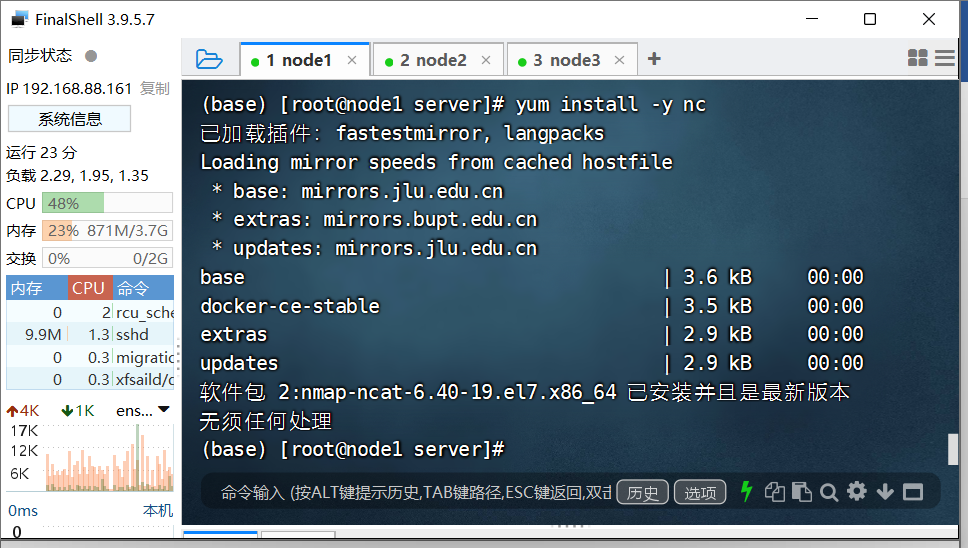 FinalShell 3.9.5.7
同步状态
IP 192.168.88.161 复制
系统信息
运行 23 分
负载 2.29, 1.95, 1.35
CPU 48%
内存 23% 871M/3.7G
交换 0% 0/2G
内存 CPU 命令
0 2 rcu_sche
9.9M 1.3 sshd
0 0.3 migratic
0 0.3 xfsaild/d
4K 1K ens...
17K
12K
6K
0ms 本机
0
1 node1
2 node2
3 node3
(base) [root@node1 server]# yum install -y nc
已加载插件：fastestmirror, langpacks
Loading mirror speeds from cached hostfile
* base: mirrors.jlu.edu.cn
* extras: mirrors.bupt.edu.cn
* updates: mirrors.jlu.edu.cn
base | 3.6 kB 00:00
docker-ce-stable | 3.5 kB 00:00
extras | 2.9 kB 00:00
updates | 2.9 kB 00:00
软件包 2:nmap-ncat-6.40-19.el7.x86_64 已安装并且是最新版本
无须任何处理
(base) [root@node1 server]#
命令输入 (按ALT键提示历史,TAB键路径,ESC键返回,双击
历史
选项